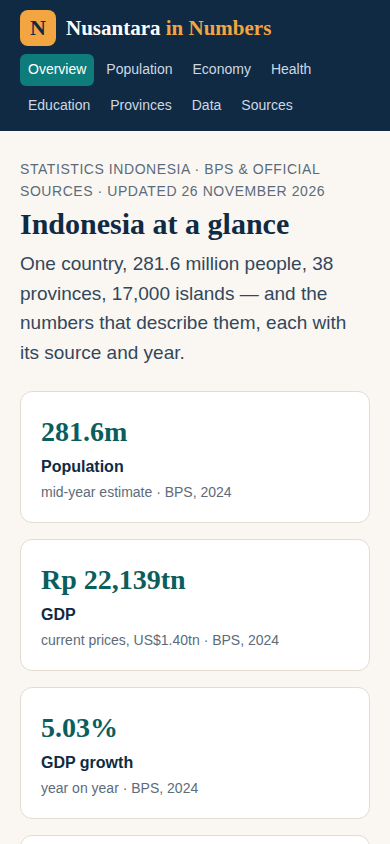 N Nusantara in Numbers
Overview Population Economy Health
Education Provinces Data Sources
STATISTICS INDONESIA · BPS & OFFICIAL
SOURCES · UPDATED 26 NOVEMBER 2026
Indonesia at a glance
One country, 281.6 million people, 38
provinces, 17,000 islands — and the
numbers that describe them, each with
its source and year.
281.6m
Population
mid-year estimate · BPS, 2024
Rp 22,139tn
GDP
current prices, US$1.40tn · BPS, 2024
5.03%
GDP growth
year on year · BPS, 2024